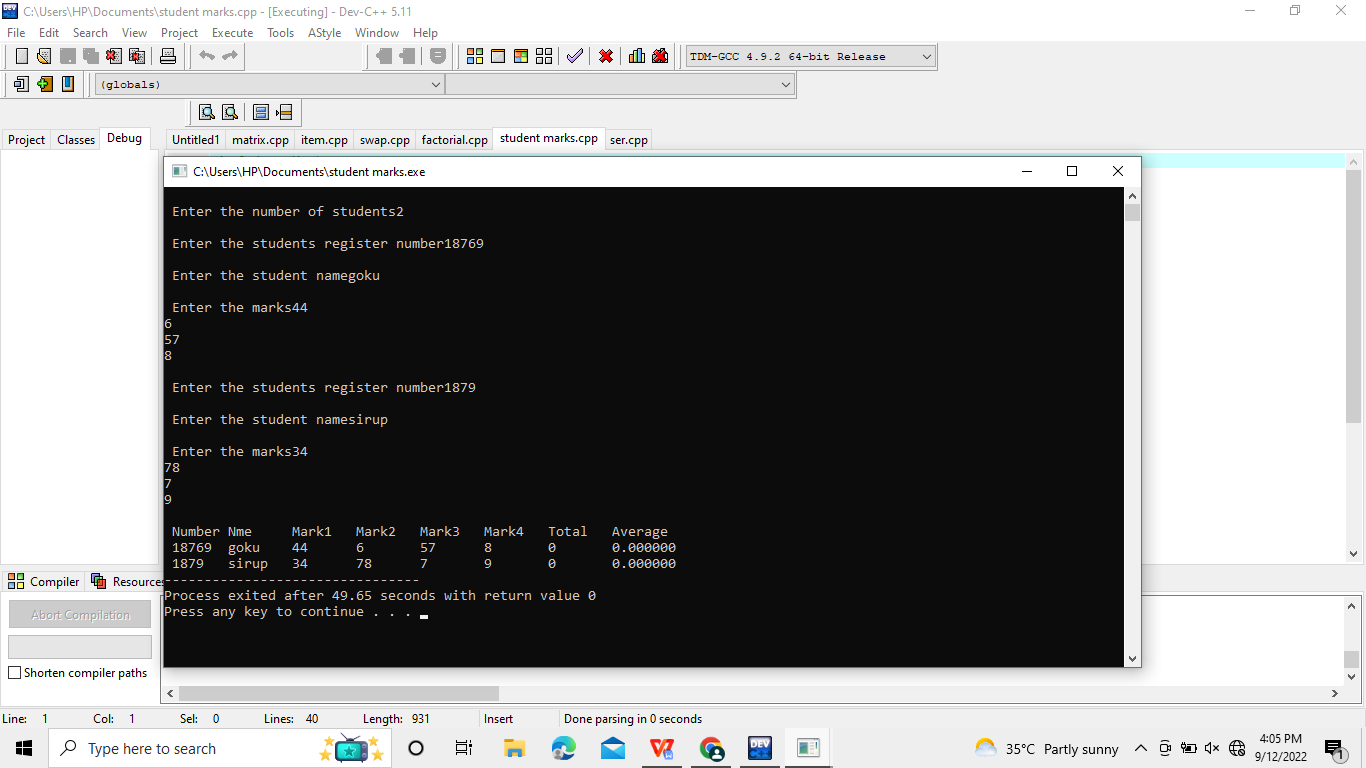 C:\Users\HP\Documents\student marks.cpp - [Executing] - Dev-C++ 5.11
File Edit Search View Project Execute Tools AStyle Window Help
TDM-GCC 4.9.2 64-bit Release
(globals)
Project Classes Debug Untitled1 matrix.cpp item.cpp swap.cpp factorial.cpp student marks.cpp ser.cpp
C:\Users\HP\Documents\student marks.exe
Enter the number of students2
Enter the students register number18769
Enter the student namegoku
Enter the marks44
6
57
8
Enter the students register number1879
Enter the student namesirup
Enter the marks34
78
7
9
Number Nme Mark1 Mark2 Mark3 Mark4 Total Average
18769 goku 44 6 57 8 0 0.000000
1879 sirup 34 78 7 9 0 0.000000
--------------------------------
Process exited after 49.65 seconds with return value 0
Press any key to continue . . .
Compiler Resources
Abort Compilation
Shorten compiler paths
Line: 1 Col: 1 Sel: 0 Lines: 40 Length: 931 Insert Done parsing in 0 seconds
Type here to search
DEV
35°C Partly sunny
4:05 PM
9/12/2022
1